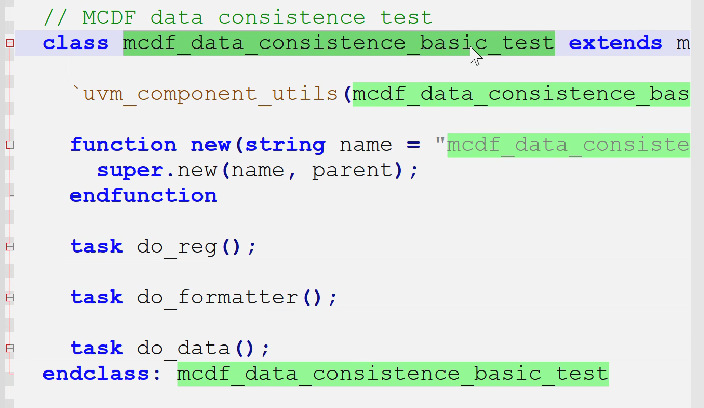 // MCDF data consistence test
class mcdf_data_consistence_basic_test extends m
`uvm_component_utils(mcdf_data_consistence_bas
function new(string name = "mcdf_data_consiste
super.new(name, parent);
endfunction
task do_reg();
task do_formatter();
task do_data();
endclass: mcdf_data_consistence_basic_test